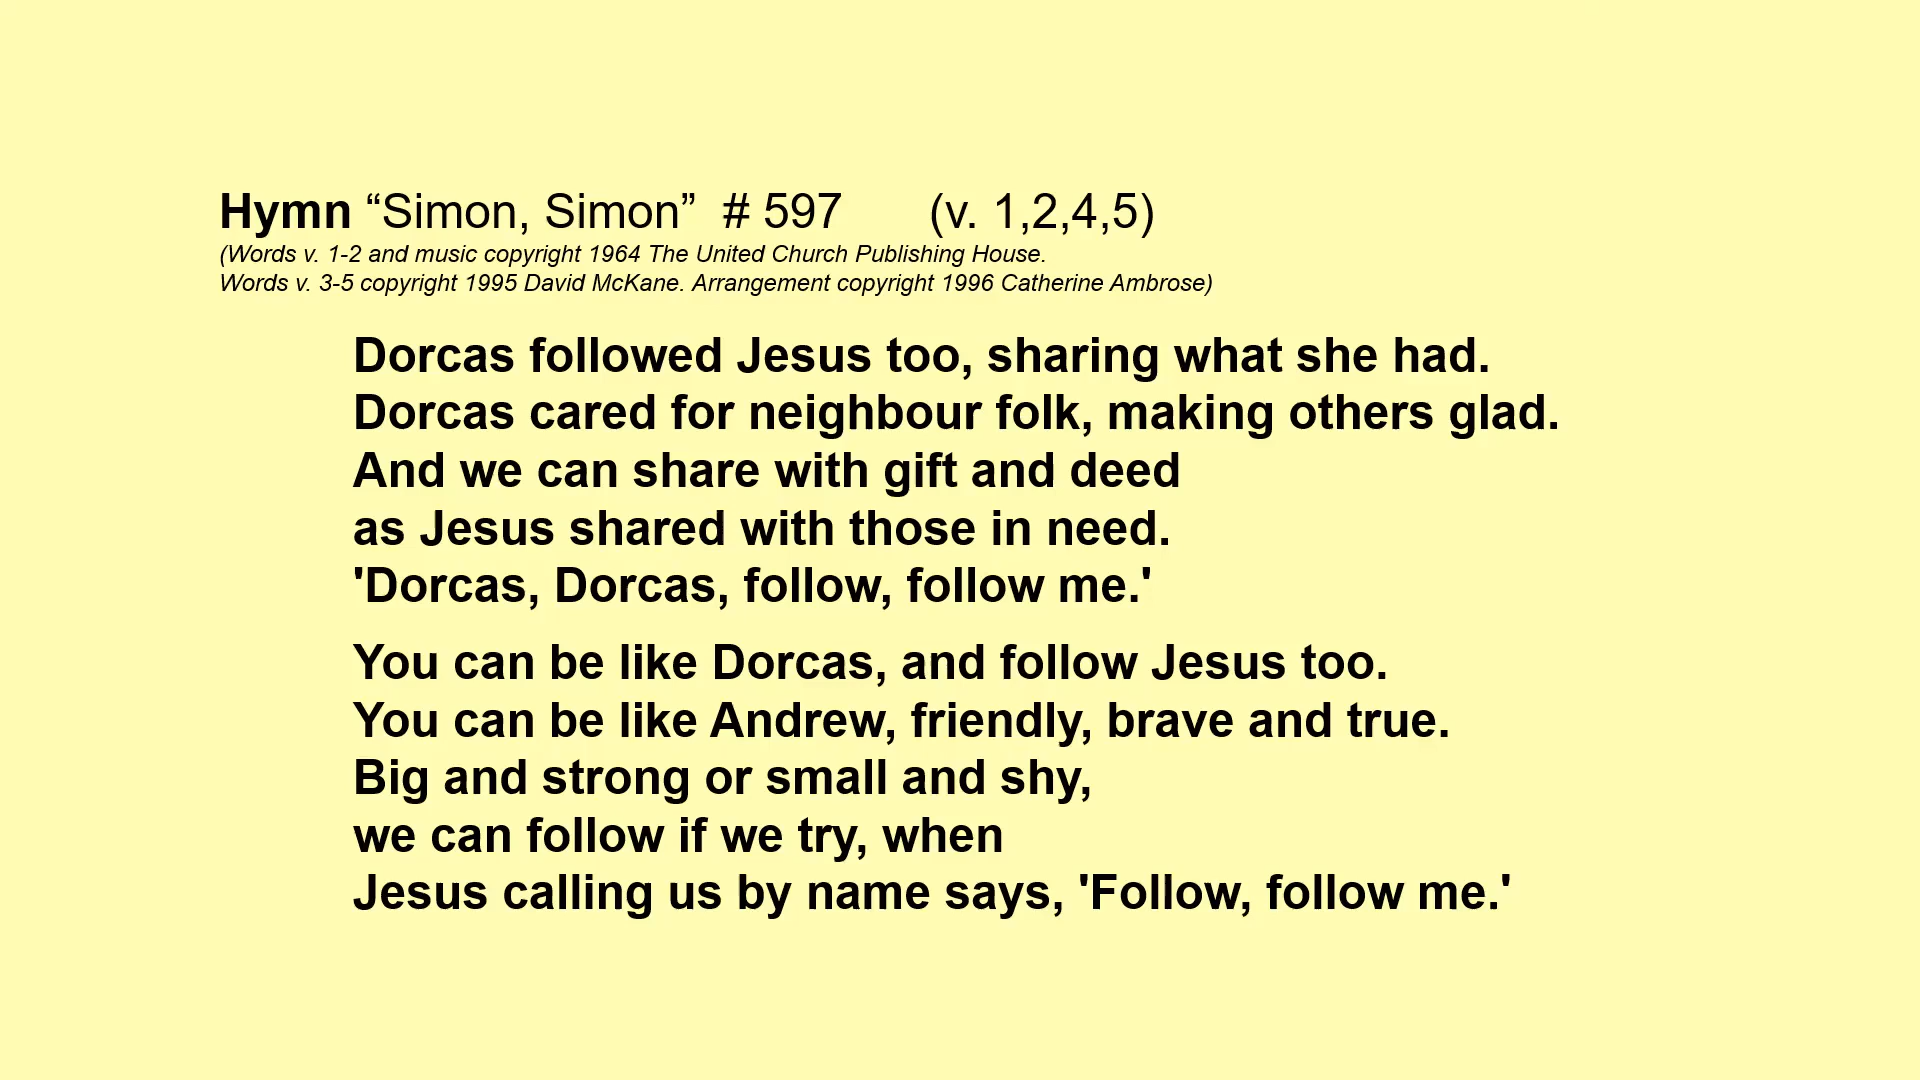 Hymn “Simon, Simon” # 597 (v. 1,2,4,5)
(Words v. 1-2 and music copyright 1964 The United Church Publishing House.
Words v. 3-5 copyright 1995 David McKane. Arrangement copyright 1996 Catherine Ambrose)
Dorcas followed Jesus too, sharing what she had.
Dorcas cared for neighbour folk, making others glad.
And we can share with gift and deed
as Jesus shared with those in need.
'Dorcas, Dorcas, follow, follow me.'
You can be like Dorcas, and follow Jesus too.
You can be like Andrew, friendly, brave and true.
Big and strong or small and shy,
we can follow if we try, when
Jesus calling us by name says, 'Follow, follow me.'